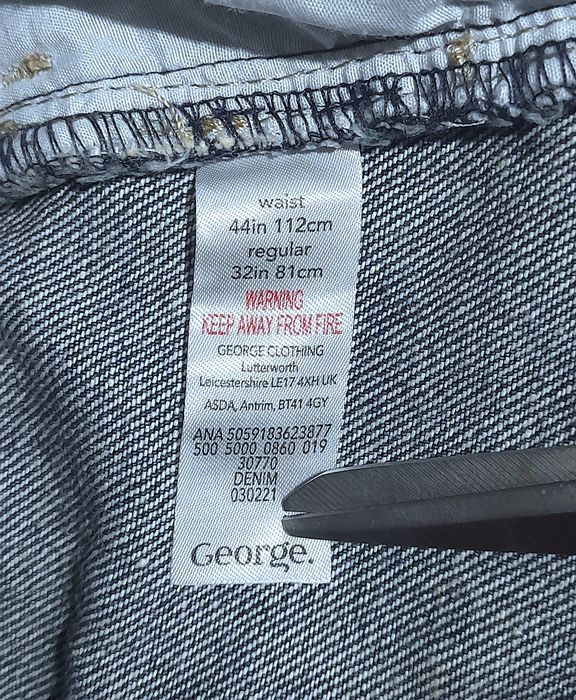 waist
44in 112cm
regular
32in 81cm
WARNING
KEEP AWAY FROM FIRE
GEORGE CLOTHING
Lutterworth
Leicestershire LE17 4XH UK
ASDA, Antrim, BT41 4GY
ANA 5059183623877
500 5000 0860 019
30770
DENIM
030221
George.